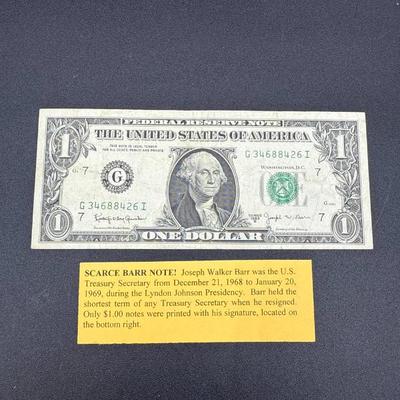 FEDERAL RESERVE NOTE
THE UNITED STATES OF AMERICA
1
1
THIS NOTE IS LEGAL TENDER
FOR ALL DEBTS, PUBLIC AND PRIVATE
WASHINGTON, D.C.
G 34688426 I
7
7
G
G 34688426 I
7
7
SERIES
1963
ONE DOLLAR
1
1
SCARCE BARR NOTE! Joseph Walker Barr was the U.S.
Treasury Secretary from December 21, 1968 to January 20,
1969, during the Lyndon Johnson Presidency. Barr held the
shortest term of any Treasury Secretary when he resigned.
Only $1.00 notes were printed with his signature, located on
the bottom right.